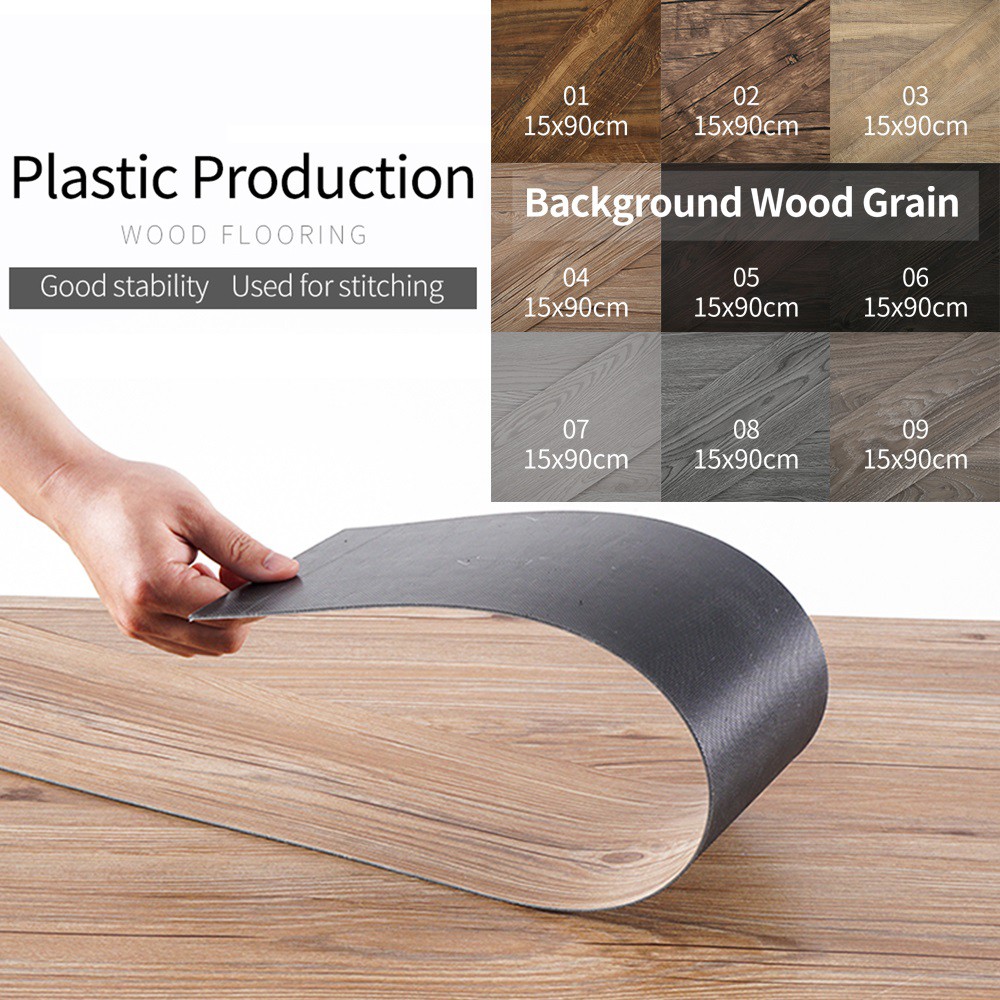 Plastic Production
WOOD FLOORING
Good stability Used for stitching
01
15x90cm
02
15x90cm
03
15x90cm
Background Wood Grain
04
15x90cm
05
15x90cm
06
15x90cm
07
15x90cm
08
15x90cm
09
15x90cm